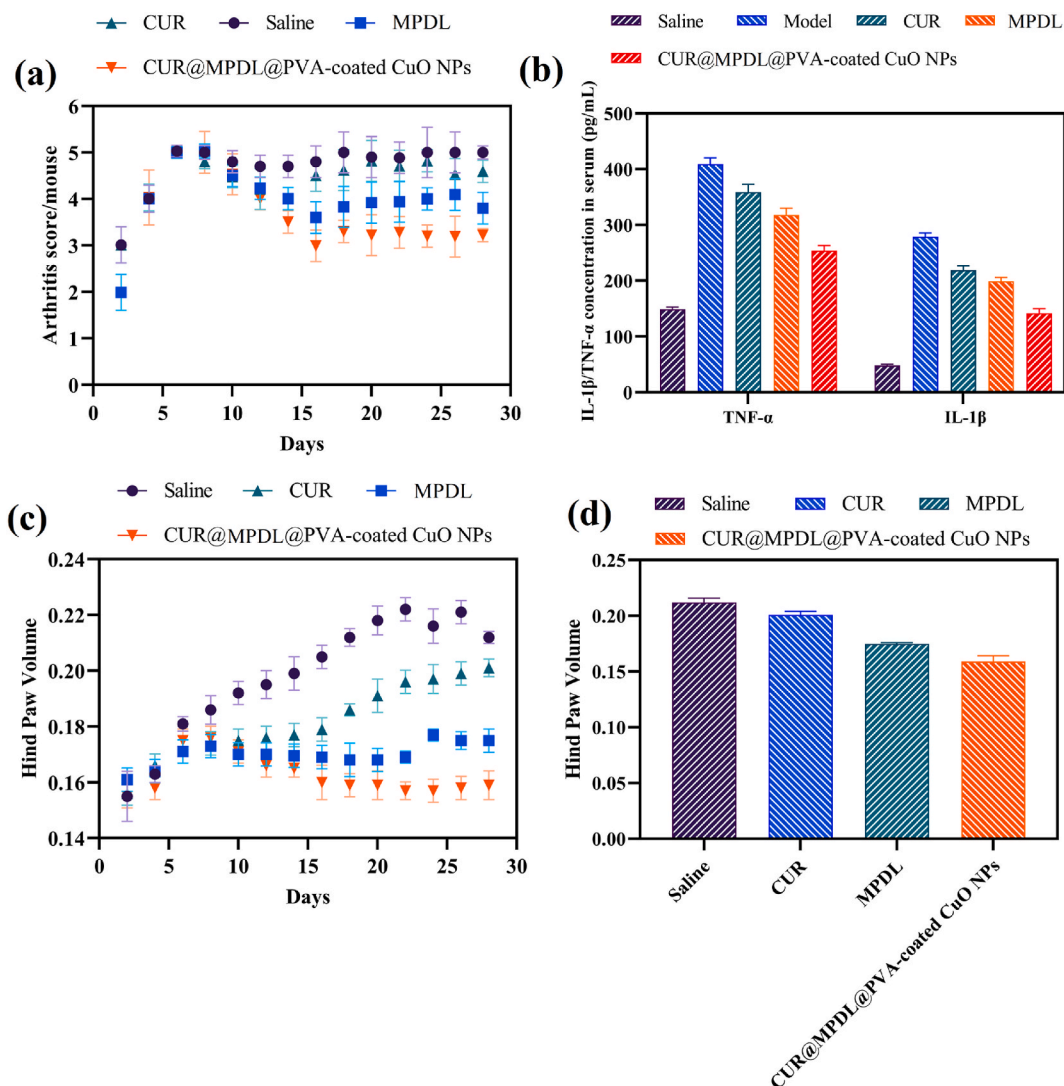 CUR Saline MPDL
CUR@MPDL@PVA-coated CuO NPs
(a)
Arthritis score/mouse
6
5
4
3
2
1
0
0 5 10 15 20 25 30
Days
Saline Model CUR MPDL
CUR@MPDL@PVA-coated CuO NPs
(b)
IL-1β/TNF-α concentration in serum (pg/mL)
500
400
300
200
100
0
TNF-α IL-1β
Saline CUR MPDL
CUR@MPDL@PVA-coated CuO NPs
(c)
Hind Paw Volume
0.24
0.22
0.20
0.18
0.16
0.14
0 5 10 15 20 25 30
Days
Saline CUR MPDL
CUR@MPDL@PVA-coated CuO NPs
(d)
Hind Paw Volume
0.20
0.15
0.10
0.05
0.00
Saline
CUR
MPDL
CUR@MPDL@PVA-coated CuO NPs